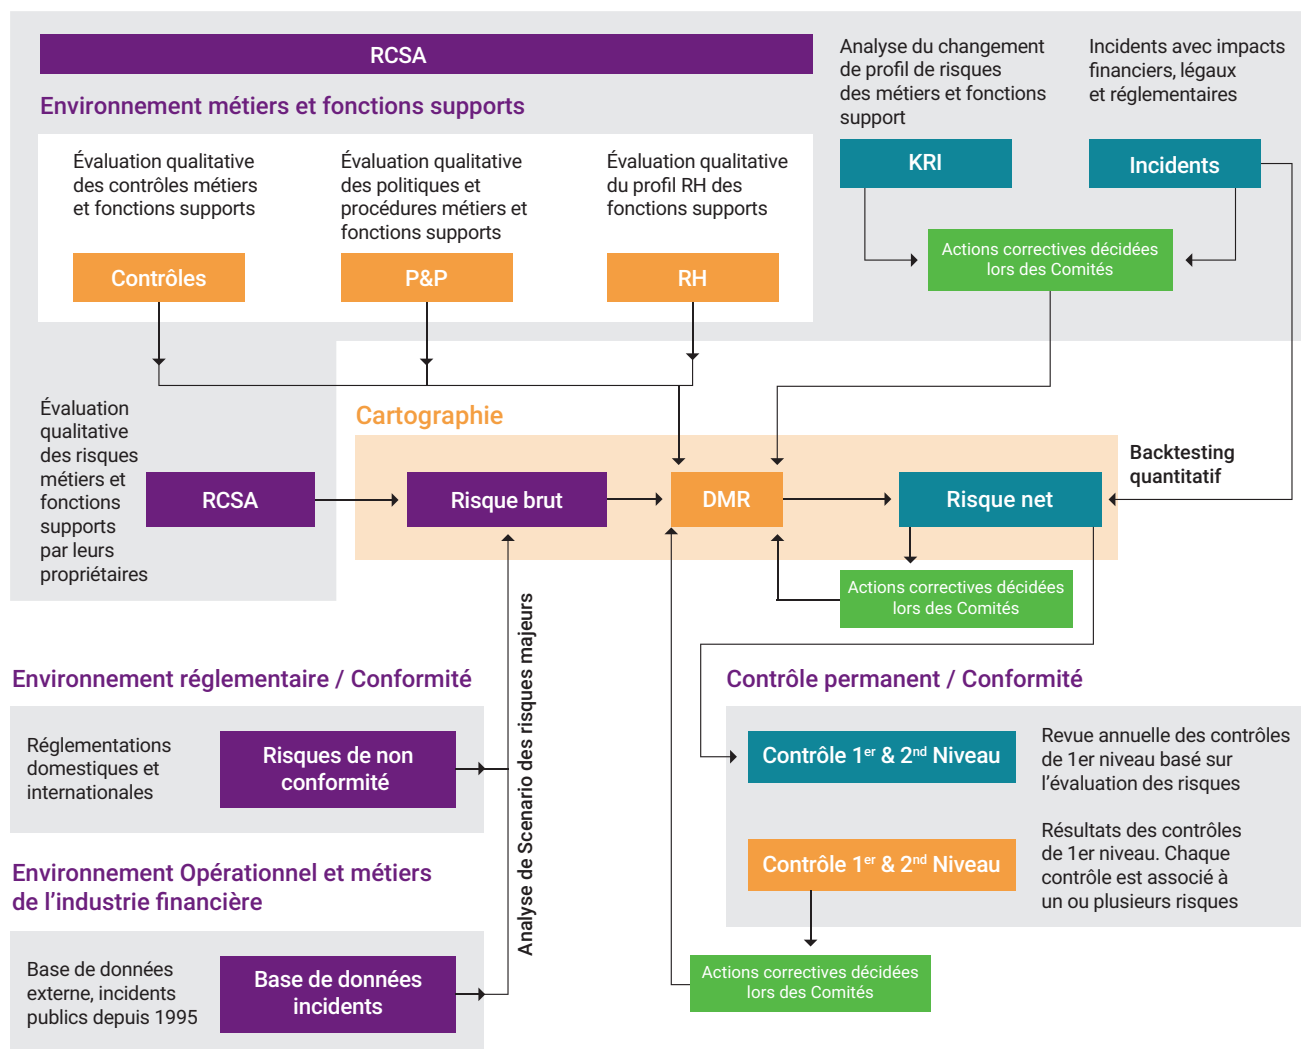 RCSA
Environnement métiers et fonctions supports
Évaluation qualitative
des contrôles métiers
et fonctions supports
Contrôles
Évaluation qualitative
des politiques et
procédures métiers et
fonctions supports
P&P
Évaluation qualitative
du profil RH des
fonctions supports
RH
Analyse du changement
de profil de risques
des métiers et fonctions
support
KRI
Incidents avec impacts
financiers, légaux
et réglementaires
Incidents
Actions correctives décidées
lors des Comités
Évaluation
qualitative
des risques
métiers et
fonctions
supports
par leurs
propriétaires
RCSA
Cartographie
Risque brut
DMR
Risque net
Backtesting
quantitatif
Actions correctives décidées
lors des Comités
Analyse de Scenario des risques majeurs
Environnement réglementaire / Conformité
Réglementations
domestiques et
internationales
Risques de non
conformité
Environnement Opérationnel et métiers
de l’industrie financière
Base de données
externe, incidents
publics depuis 1995
Base de données
incidents
Contrôle permanent / Conformité
Contrôle 1er & 2nd Niveau
Revue annuelle des contrôles
de 1er niveau basé sur
l’évaluation des risques
Contrôle 1er & 2nd Niveau
Résultats des contrôles
de 1er niveau. Chaque
contrôle est associé à
un ou plusieurs risques
Actions correctives décidées
lors des Comités